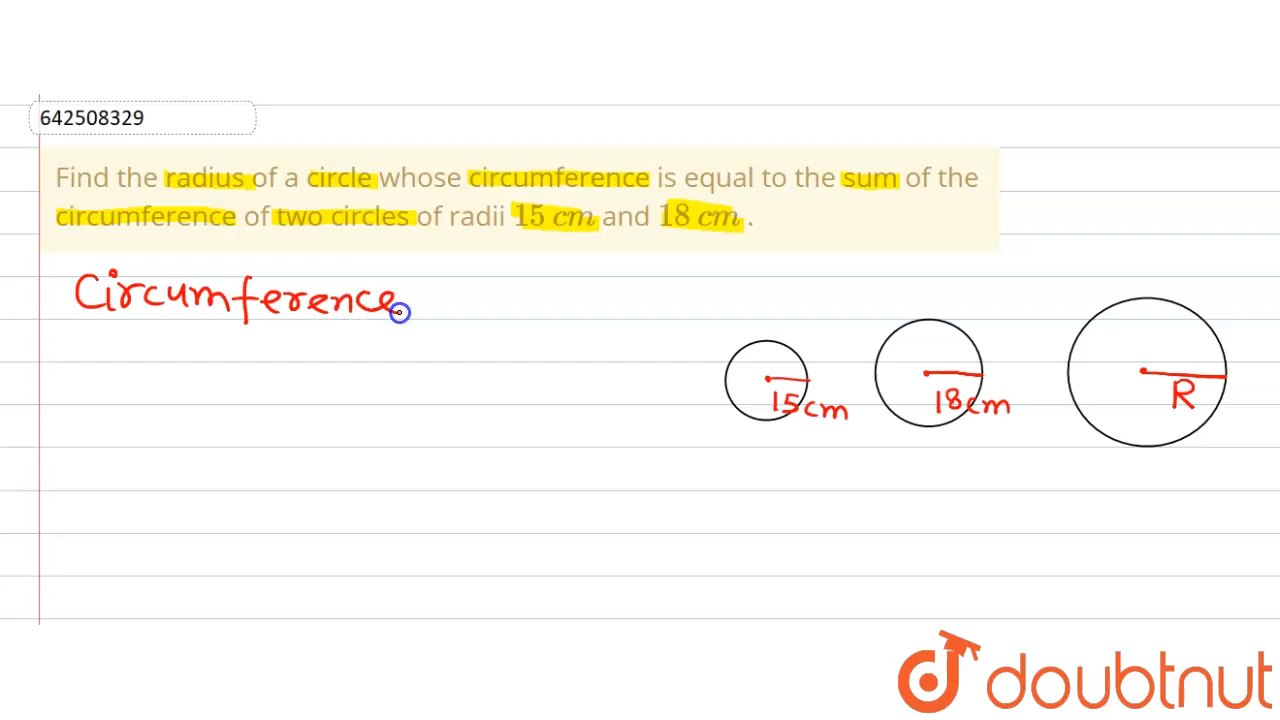 642508329
Find the radius of a circle whose circumference is equal to the sum of the
circumference of two circles of radii 15 cm and 18 cm .
Circumference
15cm
18cm
R
doubtnut